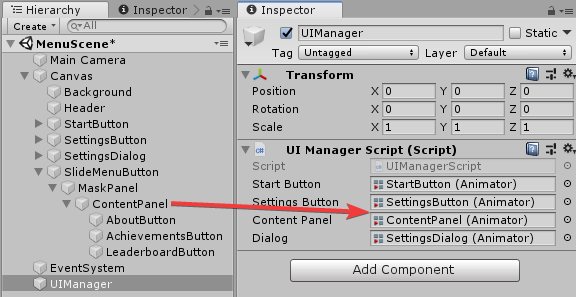 Hierarchy
Inspector
Create
All
MenuScene*
Main Camera
Canvas
Background
Header
StartButton
SettingsButton
SettingsDialog
SlideMenuButton
MaskPanel
ContentPanel
AboutButton
AchievementsButton
LeaderboardButton
EventSystem
UIManager
Inspector
UIManager Static
Tag Untagged Layer Default
Transform
Position X 0 Y 0 Z 0
Rotation X 0 Y 0 Z 0
Scale X 1 Y 1 Z 1
UI Manager Script (Script)
Script UIManagerScript
Start Button StartButton (Animator)
Settings Button SettingsButton (Animator)
Content Panel ContentPanel (Animator)
Dialog SettingsDialog (Animator)
Add Component